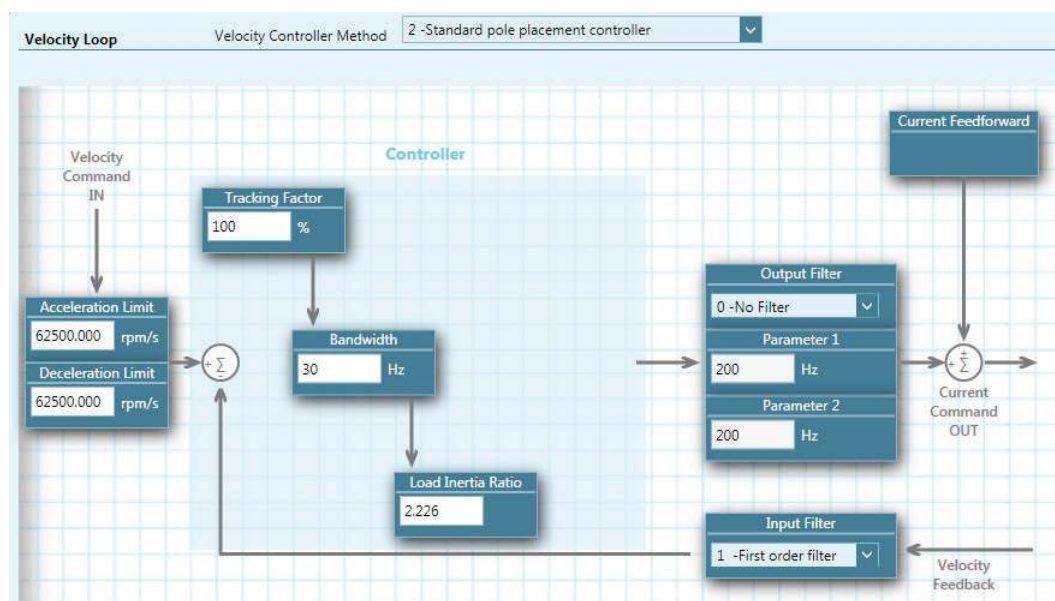 Velocity Loop
Velocity Controller Method
2 -Standard pole placement controller
Current Feedforward
Velocity
Command
IN
Controller
Tracking Factor
100 %
Acceleration Limit
62500.000 rpm/s
Deceleration Limit
62500.000 rpm/s
+ Σ -
Bandwidth
30 Hz
Load Inertia Ratio
2.226
Output Filter
0 -No Filter
Parameter 1
200 Hz
Parameter 2
200 Hz
+ ± Σ
Current
Command
OUT
Input Filter
1 -First order filter
Velocity
Feedback